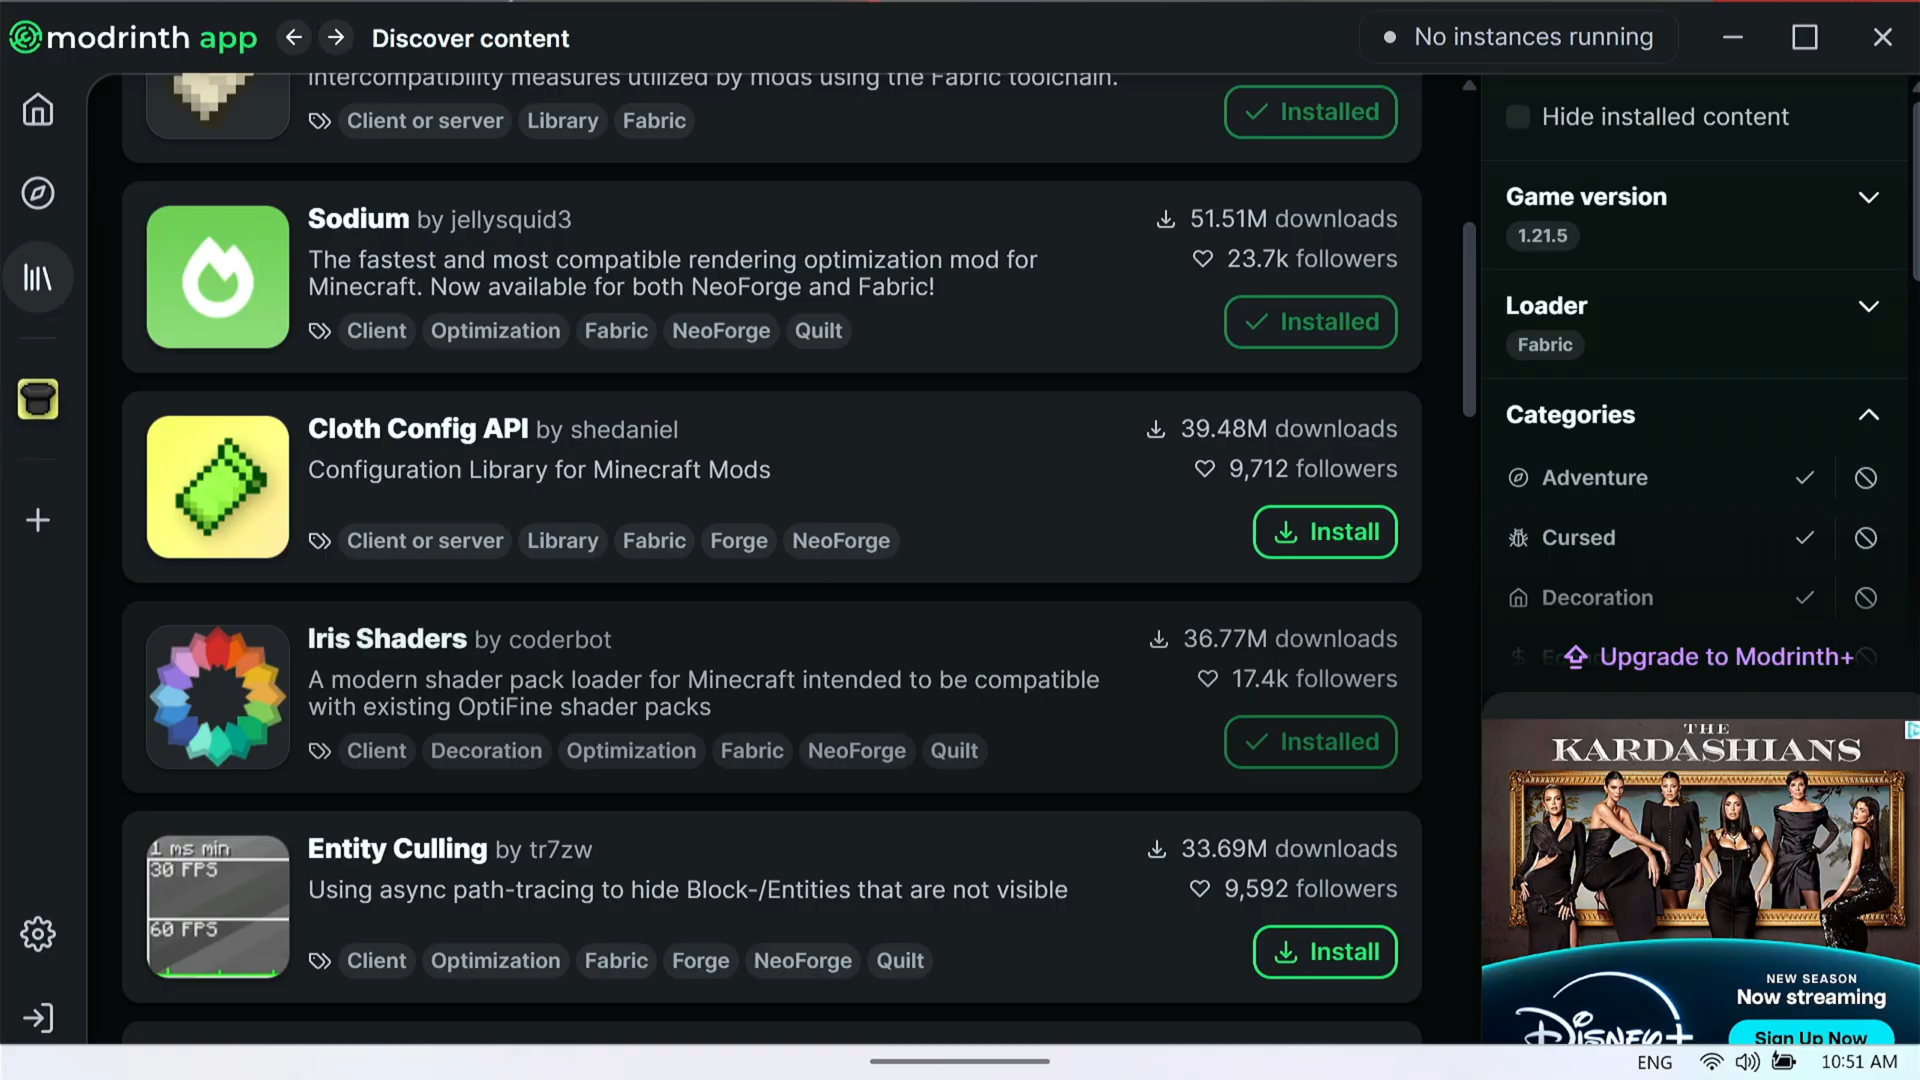 modrinth app
Discover content
No instances running
intercompatibility measures utilized by mods using the Fabric toolchain.
Client or server Library Fabric
Installed
Sodium by jellysquid3
51.51M downloads
The fastest and most compatible rendering optimization mod for
Minecraft. Now available for both NeoForge and Fabric!
23.7k followers
Client Optimization Fabric NeoForge Quilt
Installed
Cloth Config API by shedaniel
39.48M downloads
Configuration Library for Minecraft Mods
9,712 followers
Client or server Library Fabric Forge NeoForge
Install
Iris Shaders by coderbot
36.77M downloads
A modern shader pack loader for Minecraft intended to be compatible
with existing OptiFine shader packs
17.4k followers
Client Decoration Optimization Fabric NeoForge Quilt
Installed
1 ms min
30 FPS
60 FPS
Entity Culling by tr7zw
33.69M downloads
Using async path-tracing to hide Block-/Entities that are not visible
9,592 followers
Client Optimization Fabric Forge NeoForge Quilt
Install
Hide installed content
Game version
1.21.5
Loader
Fabric
Categories
Adventure
Cursed
Decoration
Upgrade to Modrinth+
THE
KARDASHIANS
NEW SEASON
Now streaming
Disney+
Sign Up Now
ENG
10:51 AM